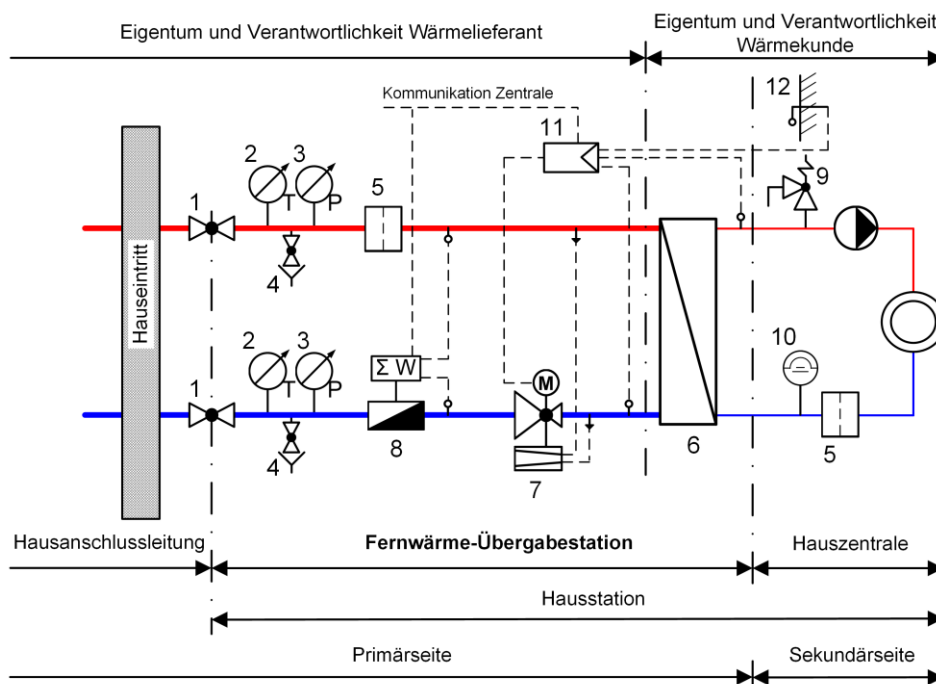 Eigentum und Verantwortlichkeit Wärmelieferant
Eigentum und Verantwortlichkeit
Wärmekunde
Kommunikation Zentrale
12
11
2
3
5
9
1
T
P
4
Hauseintritt
2
3
10
1
T
P
Σ W
M
4
8
7
6
5
Hausanschlussleitung
Fernwärme-Übergabestation
Hauszentrale
Hausstation
Primärseite
Sekundärseite